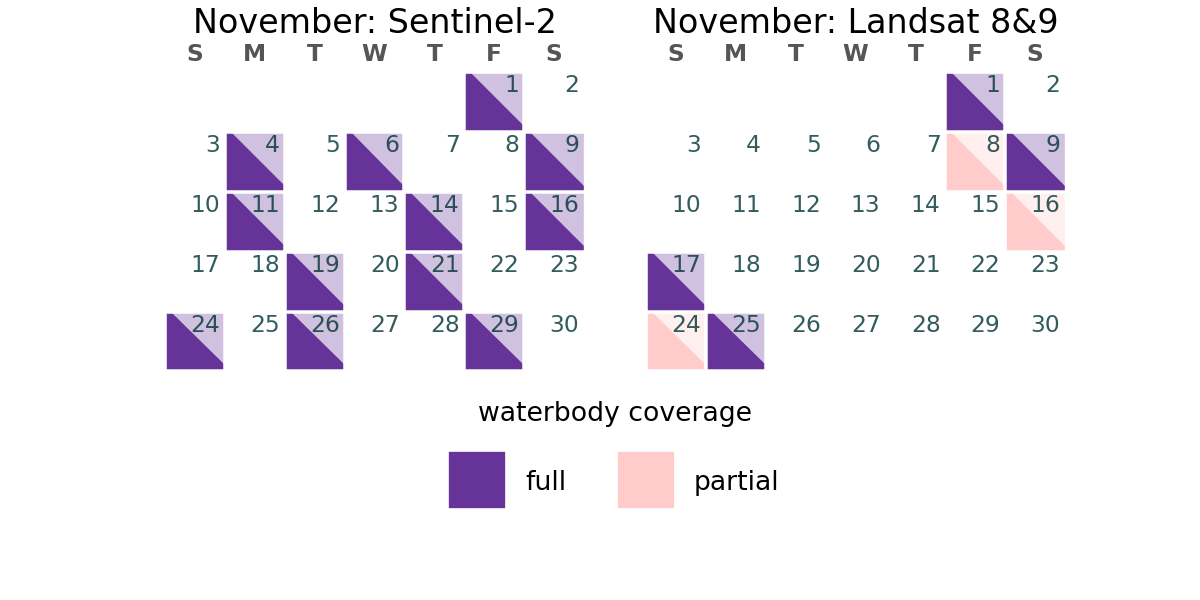 November: Sentinel-2
S M T W T F S
1 2
3 4 5 6 7 8 9
10 11 12 13 14 15 16
17 18 19 20 21 22 23
24 25 26 27 28 29 30
November: Landsat 8&9
S M T W T F S
1 2
3 4 5 6 7 8 9
10 11 12 13 14 15 16
17 18 19 20 21 22 23
24 25 26 27 28 29 30
waterbody coverage
full partial